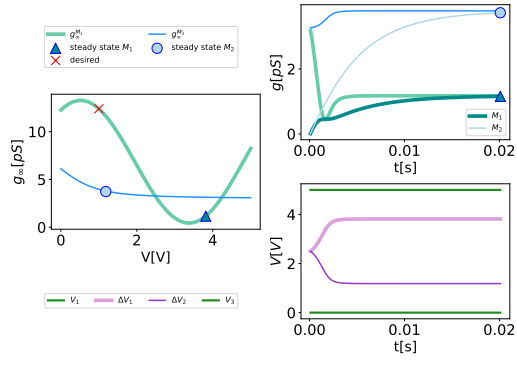 g∞^M₁ g∞^M₂
steady state M₁ steady state M₂
desired
g∞[pS]
10
5
0
0 2 4
V[V]
V₁ ΔV₁ ΔV₂ V₃
g[pS]
2
0
M₁
M₂
0.00 0.01 0.02
t[s]
V[V]
4
2
0
0.00 0.01 0.02
t[s]